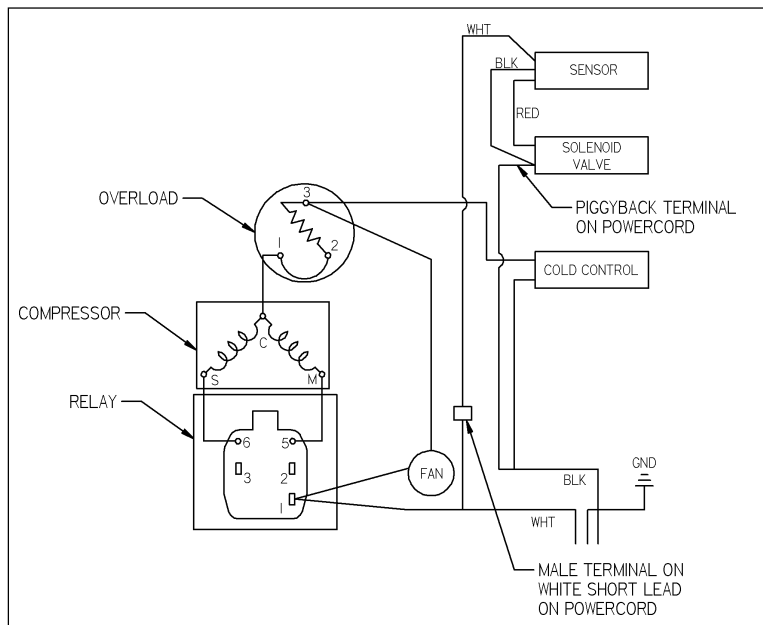 WHT
BLK
SENSOR
RED
SOLENOID
VALVE
OVERLOAD
3
PIGGYBACK TERMINAL
ON POWERCORD
1
2
COLD CONTROL
COMPRESSOR
C
S
M
RELAY
6
5
3
2
1
FAN
GND
BLK
WHT
MALE TERMINAL ON
WHITE SHORT LEAD
ON POWERCORD